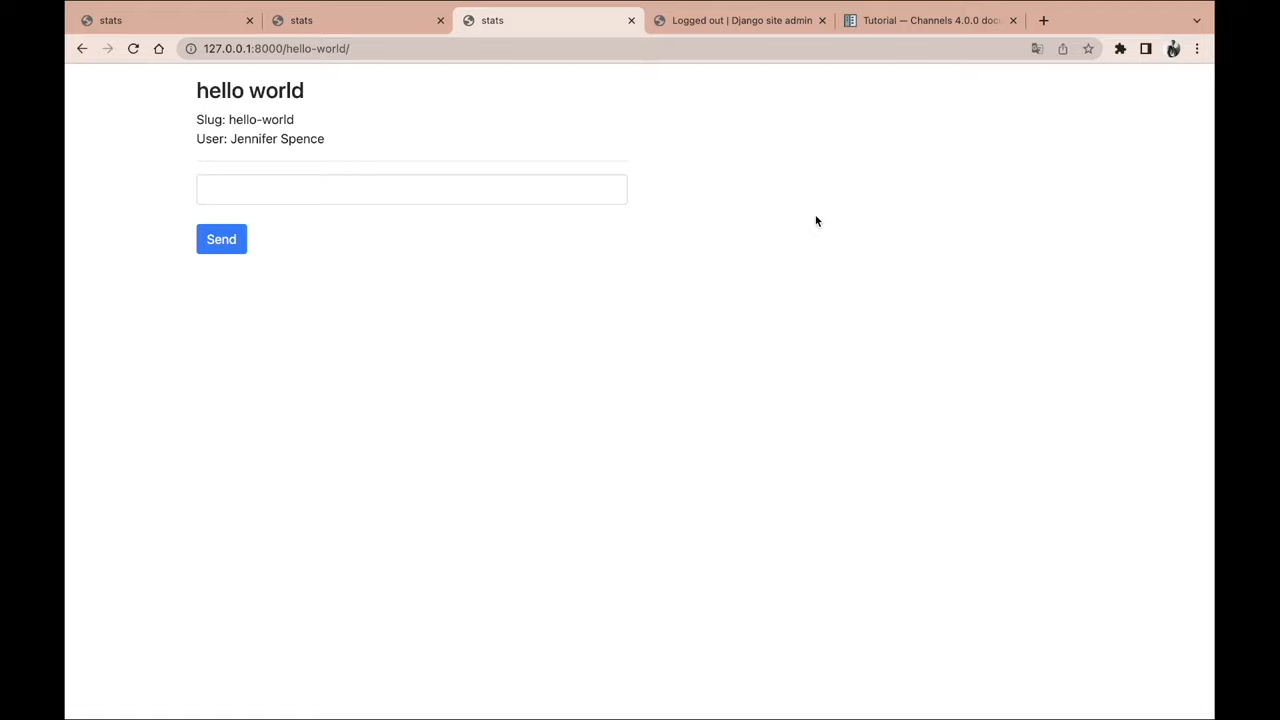 stats
stats
stats
Logged out | Django site admin
Tutorial — Channels 4.0.0 doc
127.0.0.1:8000/hello-world/
hello world
Slug: hello-world
User: Jennifer Spence
Send